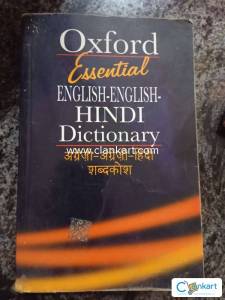 Oxford
Essential
ENGLISH-ENGLISH-
HINDI
Dictionary
www.clankart.com
अंग्रेज़ी-अंग्रेज़ी-हिंदी
शब्दकोश
Clankart